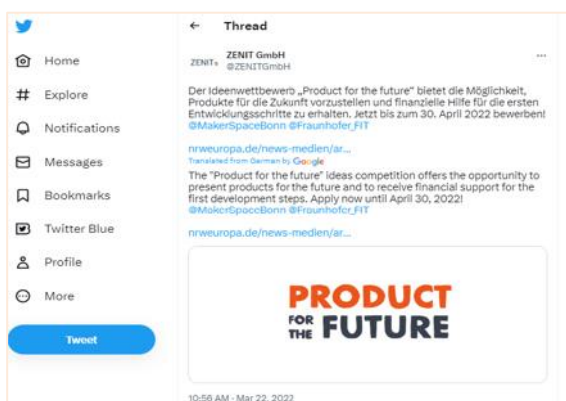 Thread
Home
Explore
Notifications
Messages
Bookmarks
Twitter Blue
Profile
More
Tweet
ZENIT.
ZENIT GmbH
@ZENITGmbH
Der Ideenwettbewerb „Product for the future" bietet die Möglichkeit,
Produkte für die Zukunft vorzustellen und finanzielle Hilfe für die ersten
Entwicklungsschritte zu erhalten. Jetzt bis zum 30. April 2022 bewerben!
@MakerSpaceBonn @Fraunhofer_FIT
nrweuropa.de/news-medien/ar...
Translated from German by Google
The "Product for the future" ideas competition offers the opportunity to
present products for the future and to receive financial support for the
first development steps. Apply now until April 30, 2022!
@MakerSpaceBonn @Fraunhofer_FIT
nrweuropa.de/news-medien/ar...
PRODUCT
FOR THE FUTURE
10:56 AM · Mar 22, 2022